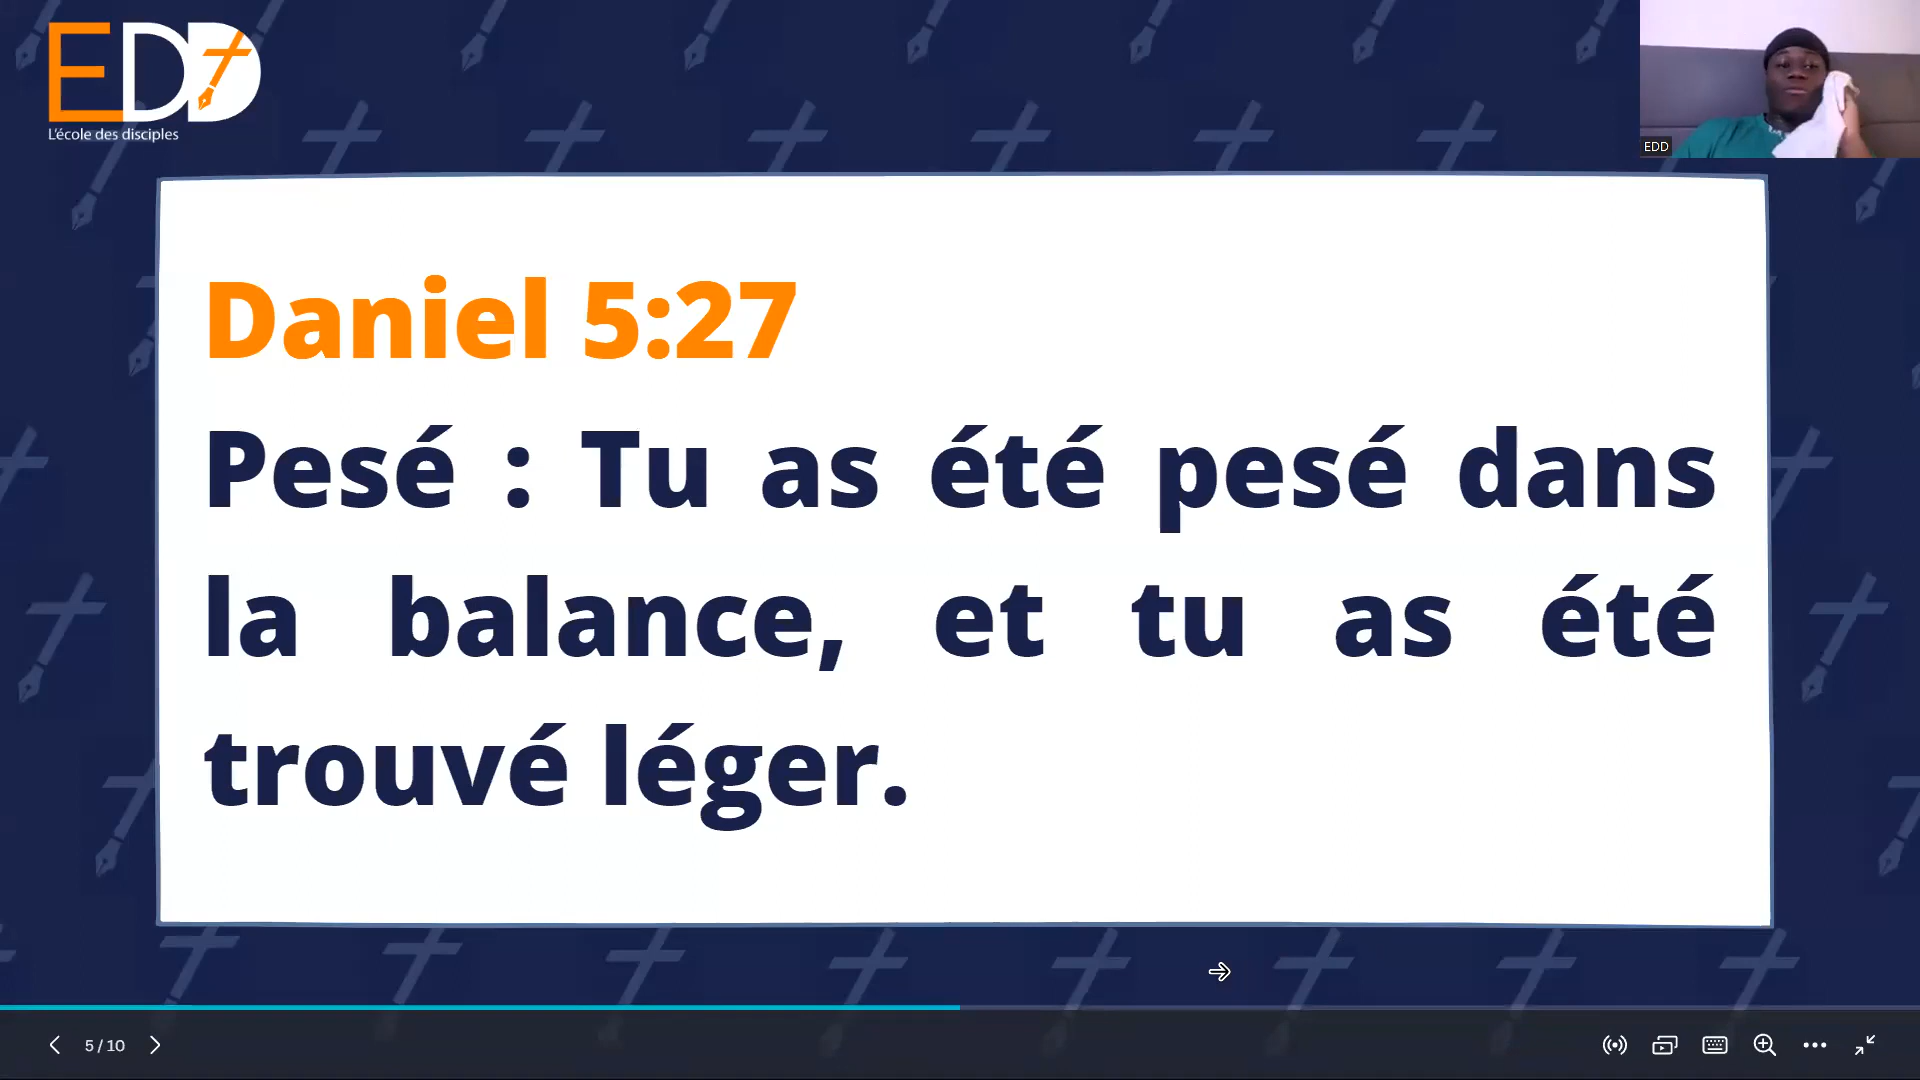 EDD
L'école des disciples
EDD
Daniel 5:27
Pesé : Tu as été pesé dans
la balance, et tu as été
trouvé léger.
5 / 10